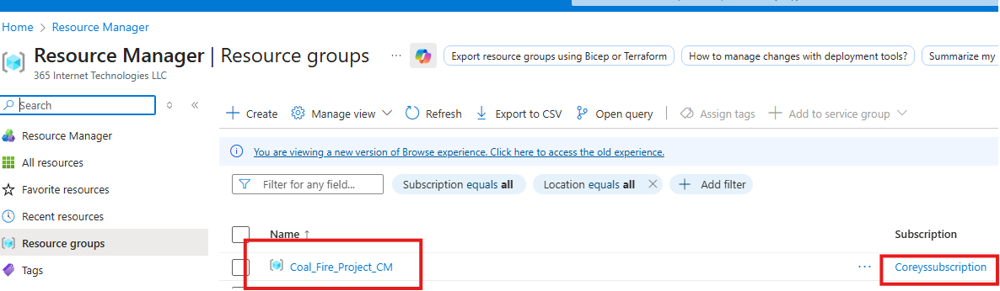 Home > Resource Manager
Resource Manager | Resource groups
...
Export resource groups using Bicep or Terraform
How to manage changes with deployment tools?
Summarize my
365 Internet Technologies LLC
Search
Create
Manage view
Refresh
Export to CSV
Open query
Assign tags
Add to service group
Resource Manager
All resources
Favorite resources
Recent resources
Resource groups
Tags
You are viewing a new version of Browse experience. Click here to access the old experience.
Filter for any field...
Subscription equals all
Location equals all
Add filter
Name ↑
Subscription
Coal_Fire_Project_CM
...
Coreyssubscription